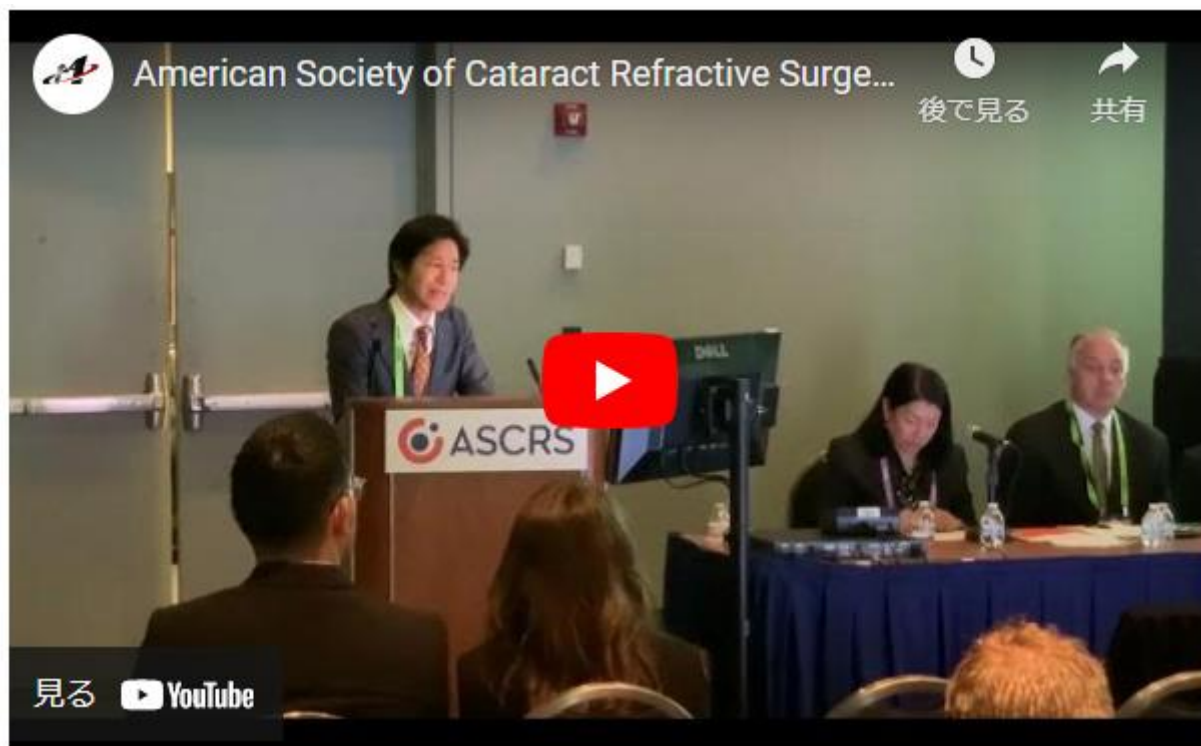 American Society of Cataract Refractive Surge...
後で見る
共有
DELL
ASCRS
見る YouTube